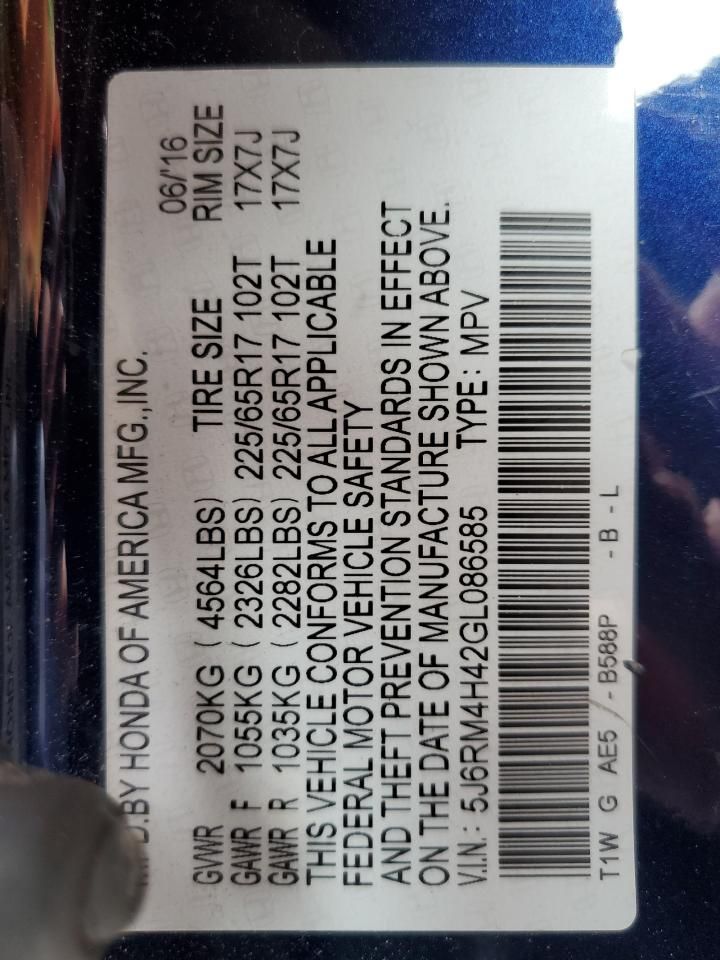 MFD.BY HONDA OF AMERICA MFG.,INC.
06/'16
GVWR 2070KG ( 4564LBS) TIRE SIZE RIM SIZE
GAWR F 1055KG ( 2326LBS) 225/65R17 102T 17X7J
GAWR R 1035KG ( 2282LBS) 225/65R17 102T 17X7J
THIS VEHICLE CONFORMS TO ALL APPLICABLE
FEDERAL MOTOR VEHICLE SAFETY
AND THEFT PREVENTION STANDARDS IN EFFECT
ON THE DATE OF MANUFACTURE SHOWN ABOVE.
V.I.N.: 5J6RM4H42GL086585 TYPE: MPV
T1W G AE5 / - B588P - B - L